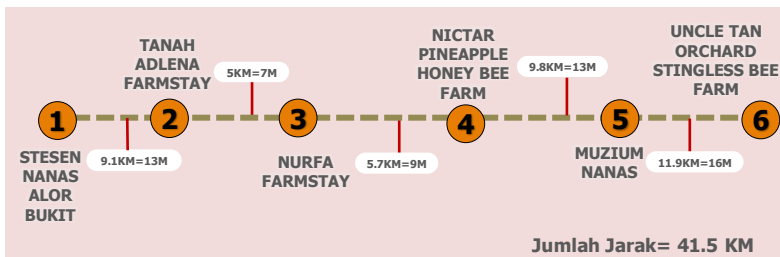 1
STESEN
NANAS
ALOR
BUKIT
9.1KM=13M
TANAH
ADLENA
FARMSTAY
2
5KM=7M
3
NURFA
FARMSTAY
5.7KM=9M
NICTAR
PINEAPPLE
HONEY BEE
FARM
4
9.8KM=13M
5
MUZIUM
NANAS
11.9KM=16M
UNCLE TAN
ORCHARD
STINGLESS BEE
FARM
6
Jumlah Jarak= 41.5 KM